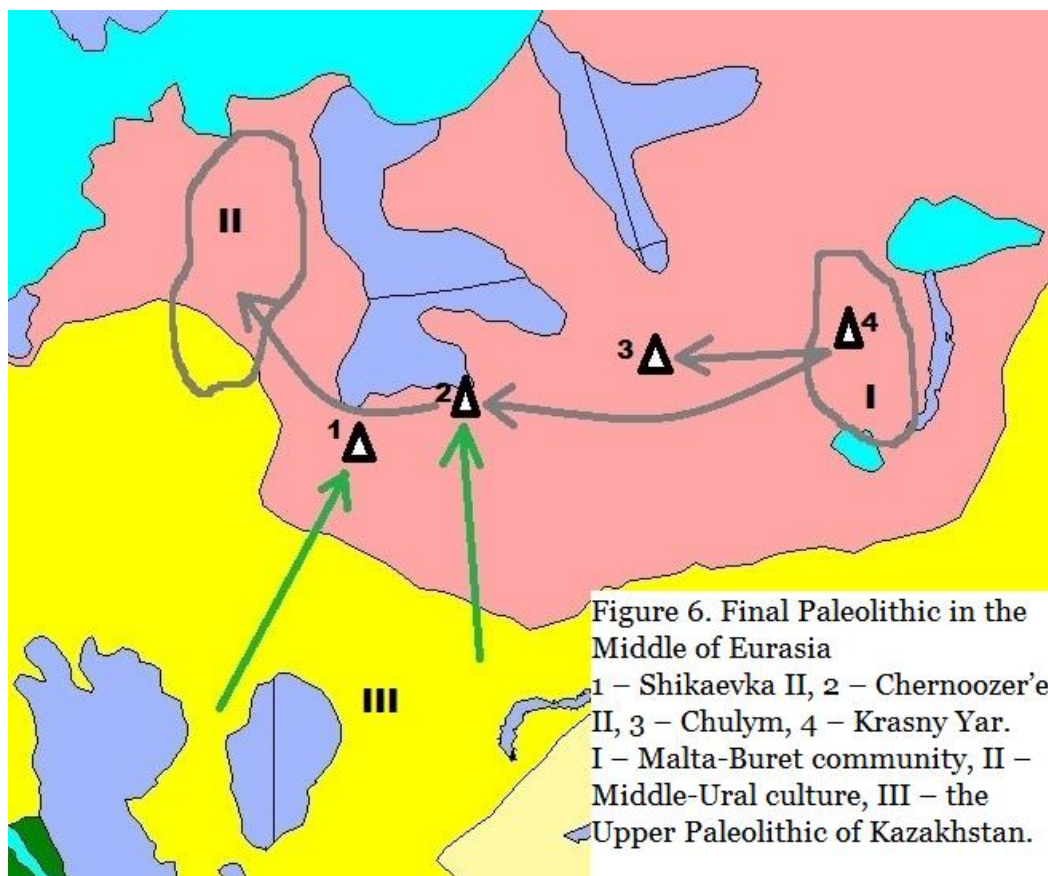 II
4
3
I
2
1
III
Figure 6. Final Paleolithic in the
Middle of Eurasia
1 – Shikaevka II, 2 – Chernoozer’e
II, 3 – Chulym, 4 – Krasny Yar.
I – Malta-Buret community, II –
Middle-Ural culture, III – the
Upper Paleolithic of Kazakhstan.